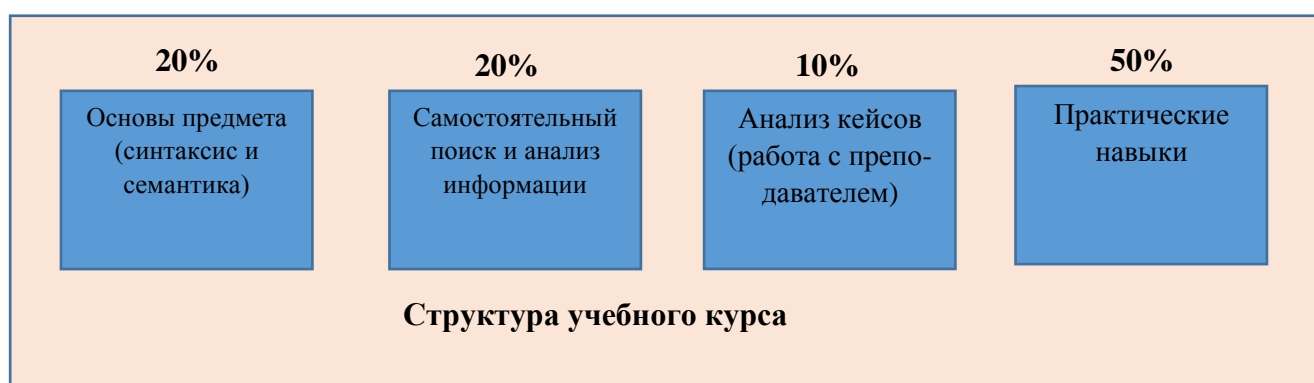 20%
Основы предмета
(синтаксис и
семантика)
20%
Самостоятельный
поиск и анализ
информации
10%
Анализ кейсов
(работа с препо-
давателем)
50%
Практические
навыки
Структура учебного курса